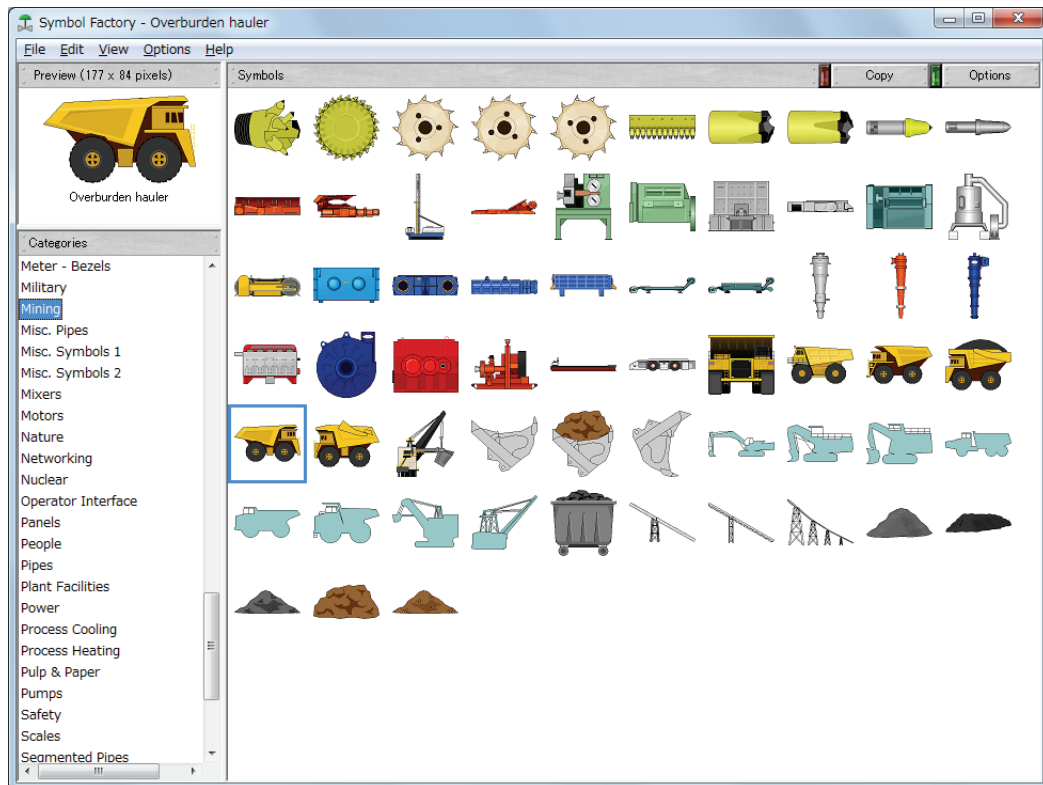 Symbol Factory - Overburden hauler
File Edit View Options Help
Preview (177 x 84 pixels)
Symbols
Copy
Options
Overburden hauler
Categories
Meter - Bezels
Military
Mining
Misc. Pipes
Misc. Symbols 1
Misc. Symbols 2
Mixers
Motors
Nature
Networking
Nuclear
Operator Interface
Panels
People
Pipes
Plant Facilities
Power
Process Cooling
Process Heating
Pulp & Paper
Pumps
Safety
Scales
Segmented Pipes